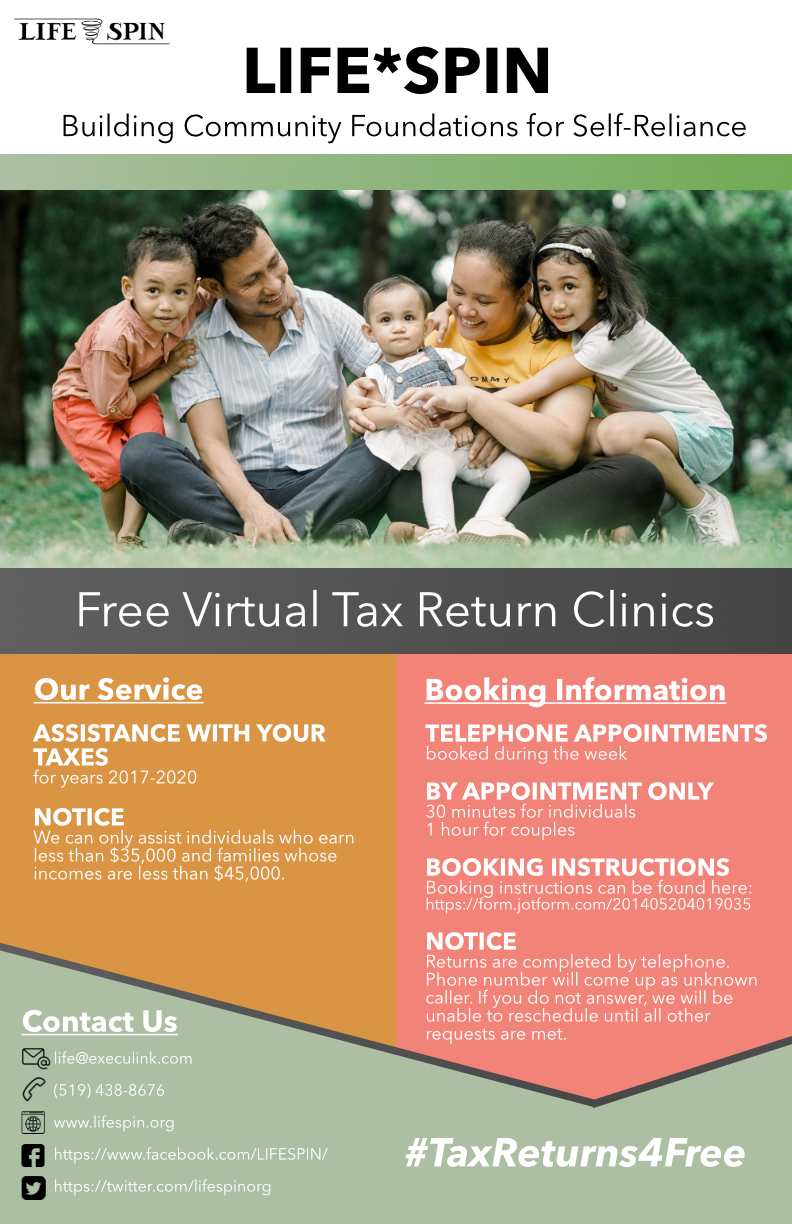 LIFE SPIN
LIFE*SPIN
Building Community Foundations for Self-Reliance
OMMY
Free Virtual Tax Return Clinics
Our Service
ASSISTANCE WITH YOUR
TAXES
for years 2017-2020
NOTICE
We can only assist individuals who earn
less than $35,000 and families whose
incomes are less than $45,000.
Booking Information
TELEPHONE APPOINTMENTS
booked during the week
BY APPOINTMENT ONLY
30 minutes for individuals
1 hour for couples
BOOKING INSTRUCTIONS
Booking instructions can be found here:
https://form.jotform.com/201405204019035
NOTICE
Returns are completed by telephone.
Phone number will come up as unknown
caller. If you do not answer, we will be
unable to reschedule until all other
requests are met.
Contact Us
life@execulink.com
(519) 438-8676
www.lifespin.org
https://www.facebook.com/LIFESPIN/
https://twitter.com/lifespinorg
#TaxReturns4Free